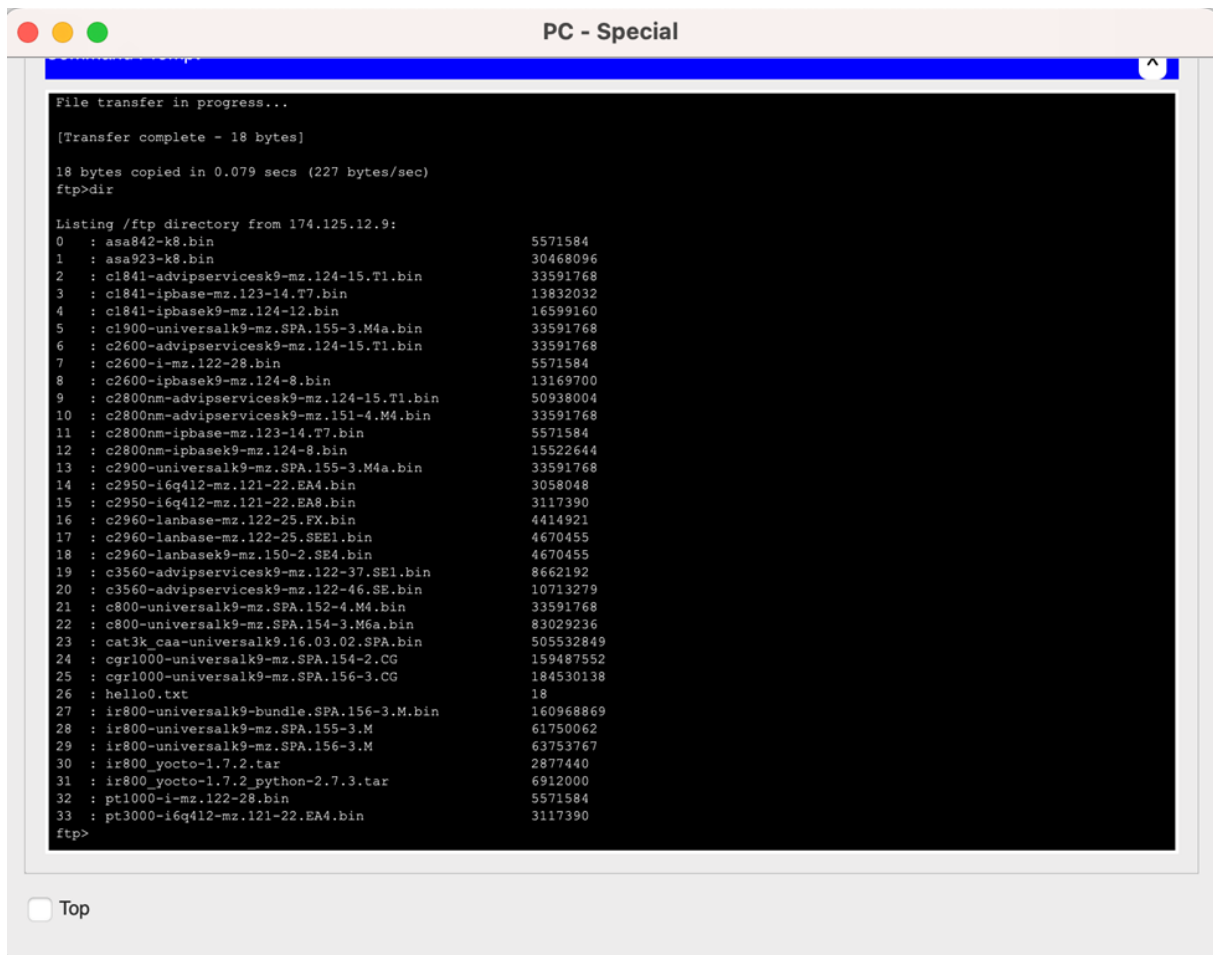 PC - Special
Command Prompt
X
File transfer in progress...
[Transfer complete - 18 bytes]
18 bytes copied in 0.079 secs (227 bytes/sec)
ftp>dir
Listing /ftp directory from 174.125.12.9:
0 : asa842-k8.bin 5571584
1 : asa923-k8.bin 30468096
2 : c1841-advipservicesk9-mz.124-15.T1.bin 33591768
3 : c1841-ipbase-mz.123-14.T7.bin 13832032
4 : c1841-ipbasek9-mz.124-12.bin 16599160
5 : c1900-universalk9-mz.SPA.155-3.M4a.bin 33591768
6 : c2600-advipservicesk9-mz.124-15.T1.bin 33591768
7 : c2600-i-mz.122-28.bin 5571584
8 : c2600-ipbasek9-mz.124-8.bin 13169700
9 : c2800nm-advipservicesk9-mz.124-15.T1.bin 50938004
10 : c2800nm-advipservicesk9-mz.151-4.M4.bin 33591768
11 : c2800nm-ipbase-mz.123-14.T7.bin 5571584
12 : c2800nm-ipbasek9-mz.124-8.bin 15522644
13 : c2900-universalk9-mz.SPA.155-3.M4a.bin 33591768
14 : c2950-i6q4l2-mz.121-22.EA4.bin 3058048
15 : c2950-i6q4l2-mz.121-22.EA8.bin 3117390
16 : c2960-lanbase-mz.122-25.FX.bin 4414921
17 : c2960-lanbase-mz.122-25.SEE1.bin 4670455
18 : c2960-lanbasek9-mz.150-2.SE4.bin 4670455
19 : c3560-advipservicesk9-mz.122-37.SE1.bin 8662192
20 : c3560-advipservicesk9-mz.122-46.SE.bin 10713279
21 : c800-universalk9-mz.SPA.152-4.M4.bin 33591768
22 : c800-universalk9-mz.SPA.154-3.M6a.bin 83029236
23 : cat3k_caa-universalk9.16.03.02.SPA.bin 505532849
24 : cgr1000-universalk9-mz.SPA.154-2.CG 159487552
25 : cgr1000-universalk9-mz.SPA.156-3.CG 184530138
26 : hello0.txt 18
27 : ir800-universalk9-bundle.SPA.156-3.M.bin 160968869
28 : ir800-universalk9-mz.SPA.155-3.M 61750062
29 : ir800-universalk9-mz.SPA.156-3.M 63753767
30 : ir800_yocto-1.7.2.tar 2877440
31 : ir800_yocto-1.7.2_python-2.7.3.tar 6912000
32 : pt1000-i-mz.122-28.bin 5571584
33 : pt3000-i6q4l2-mz.121-22.EA4.bin 3117390
ftp>
Top